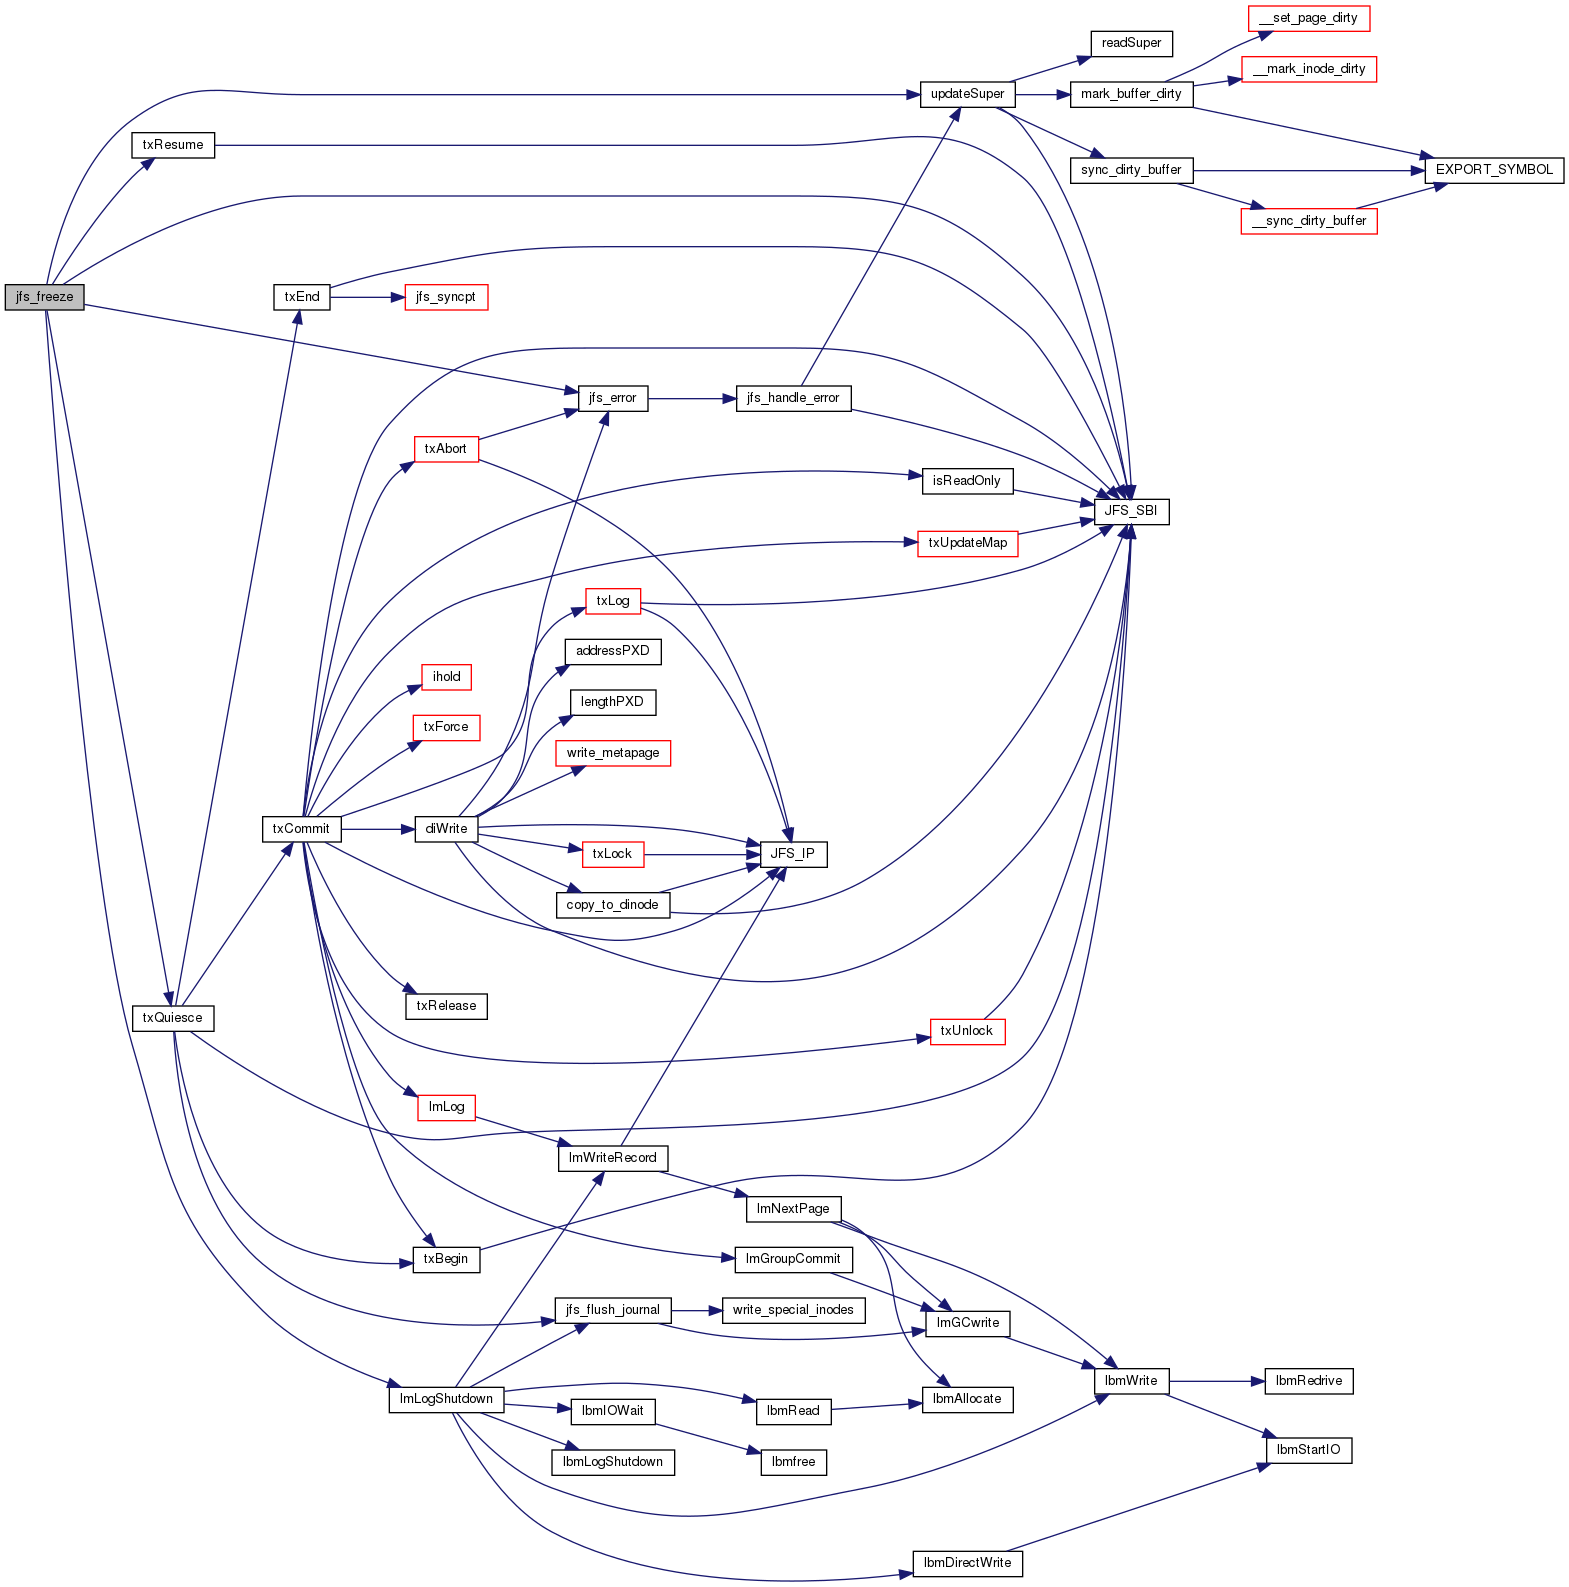 __set_page_dirty
readSuper
__mark_inode_dirty
updateSuper
mark_buffer_dirty
txResume
sync_dirty_buffer
EXPORT_SYMBOL
__sync_dirty_buffer
jfs_freeze
txEnd
jfs_syncpt
jfs_error
jfs_handle_error
txAbort
isReadOnly
JFS_SBI
txUpdateMap
txLog
addressPXD
ihold
lengthPXD
txForce
write_metapage
txCommit
diWrite
txLock
JFS_IP
copy_to_dinode
txRelease
txQuiesce
txUnlock
lmLog
lmWriteRecord
lmNextPage
txBegin
lmGroupCommit
jfs_flush_journal
write_special_inodes
lmGCwrite
lbmWrite
lbmRedrive
lmLogShutdown
lbmIOWait
lbmRead
lbmAllocate
lbmLogShutdown
lbmfree
lbmStartIO
lbmDirectWrite